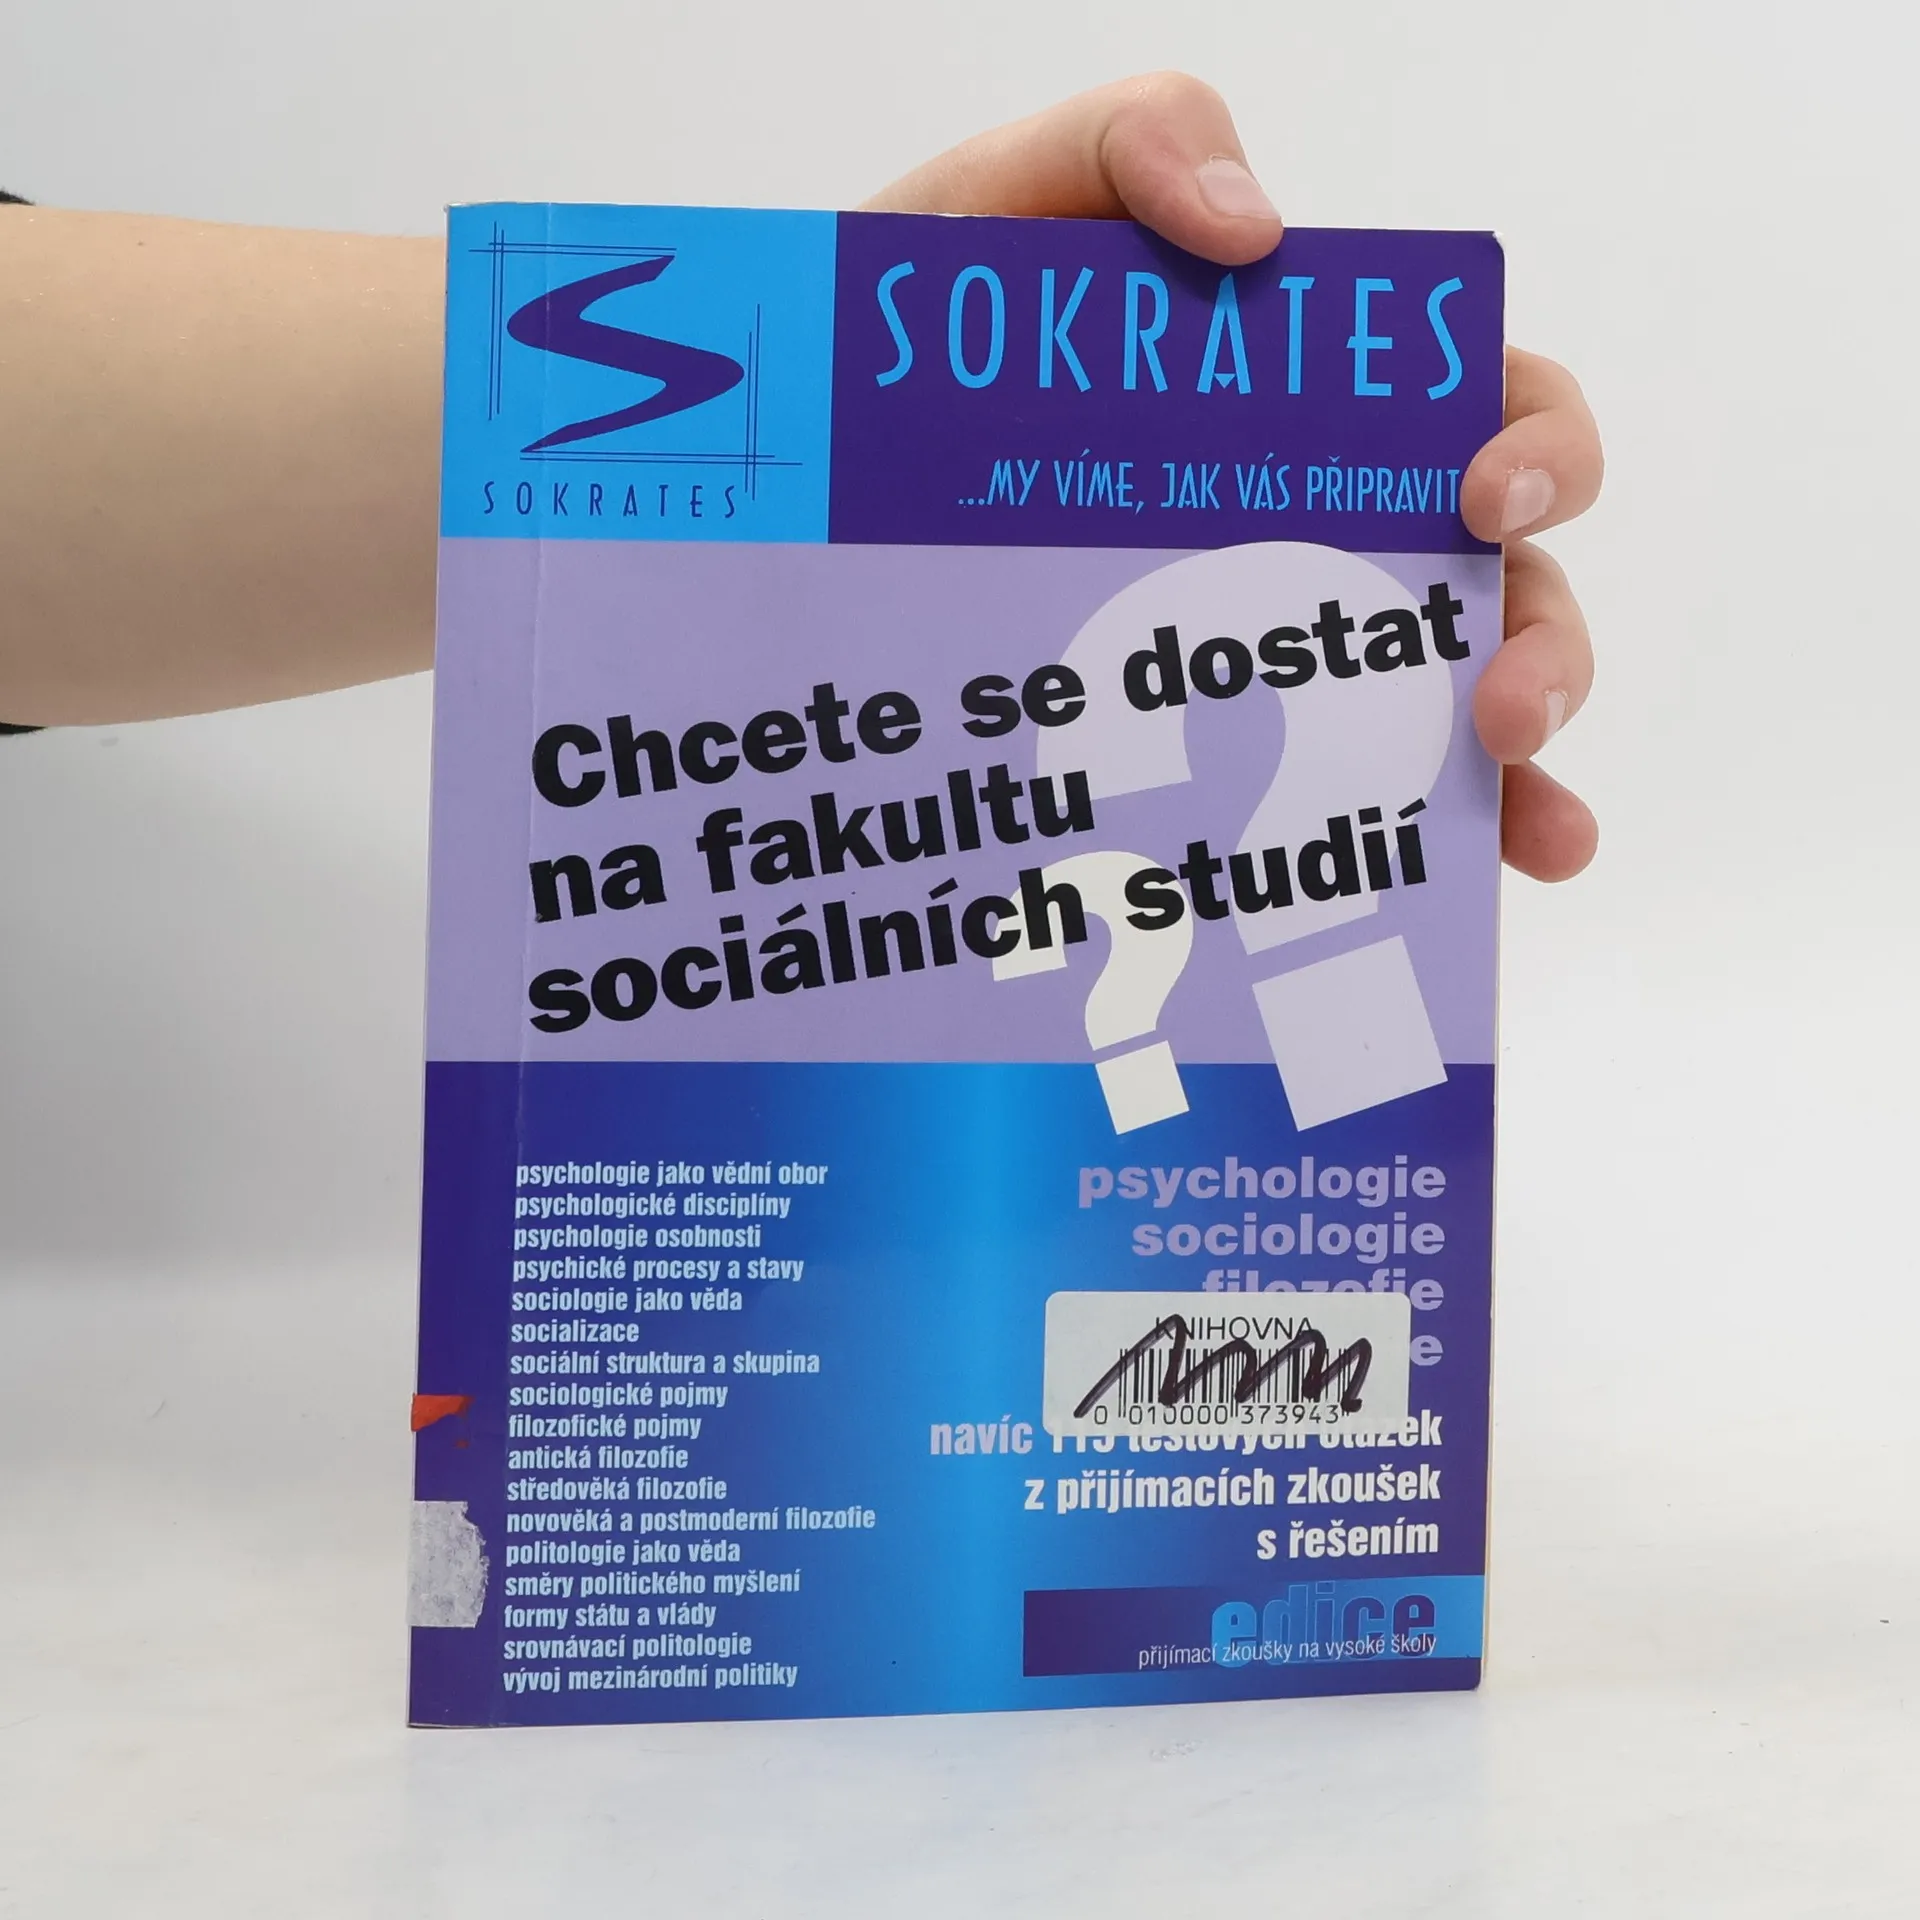 SOKRATES
SOKRATES
...MY VÍME, JAK VÁS PŘIPRAVIT
Chcete se dostat
na fakultu
sociálních studií
psychologie jako vědní obor
psychologické disciplíny
psychologie osobnosti
psychické procesy a stavy
sociologie jako věda
socializace
sociální struktura a skupina
sociologické pojmy
filozofické pojmy
antická filozofie
středověká filozofie
novověká a postmoderní filozofie
politologie jako věda
směry politického myšlení
formy státu a vlády
srovnávací politologie
vývoj mezinárodní politiky
psychologie
sociologie
filozofie
KNIHOVNA
0 010000 373943
navíc testových otázek
z přijímacích zkoušek
s řešením
edice
přijímací zkoušky na vysoké školy